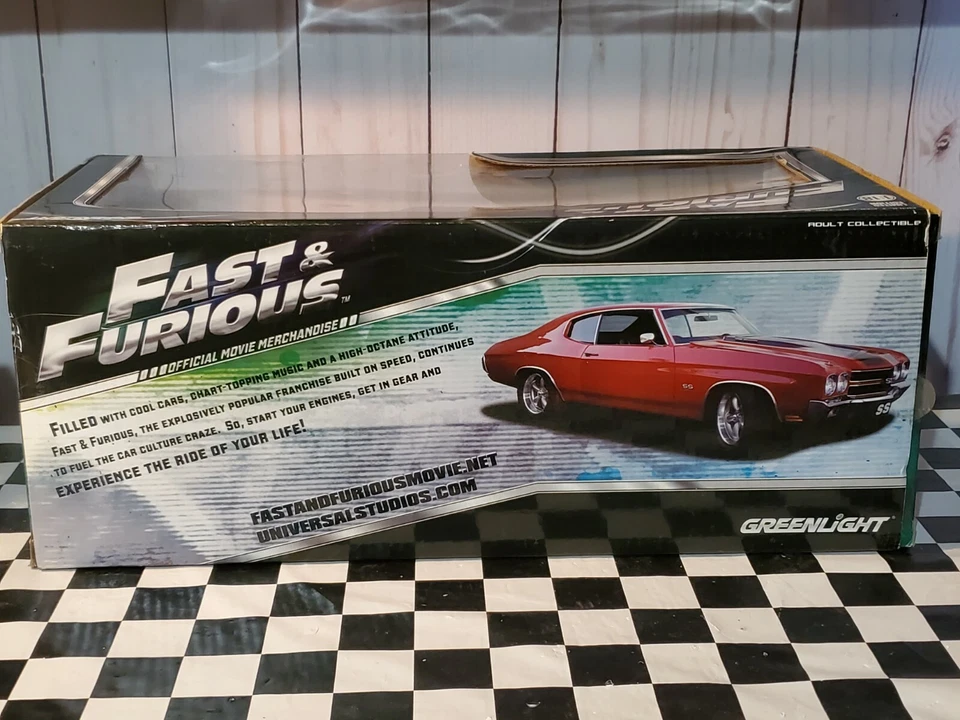 ADULT COLLECTIBLE
FAST &
FURIOUS™
OFFICIAL MOVIE MERCHANDISE
FILLED WITH COOL CARS, CHART-TOPPING MUSIC AND A HIGH-OCTANE ATTITUDE,
FAST & FURIOUS, THE EXPLOSIVELY POPULAR FRANCHISE BUILT ON SPEED, CONTINUES
TO FUEL THE CAR CULTURE CRAZE. SO, START YOUR ENGINES, GET IN GEAR AND
EXPERIENCE THE RIDE OF YOUR LIFE!
SS
SS
FASTANDFURIOUSMOVIE.NET
UNIVERSALSTUDIOS.COM
GREENLIGHT